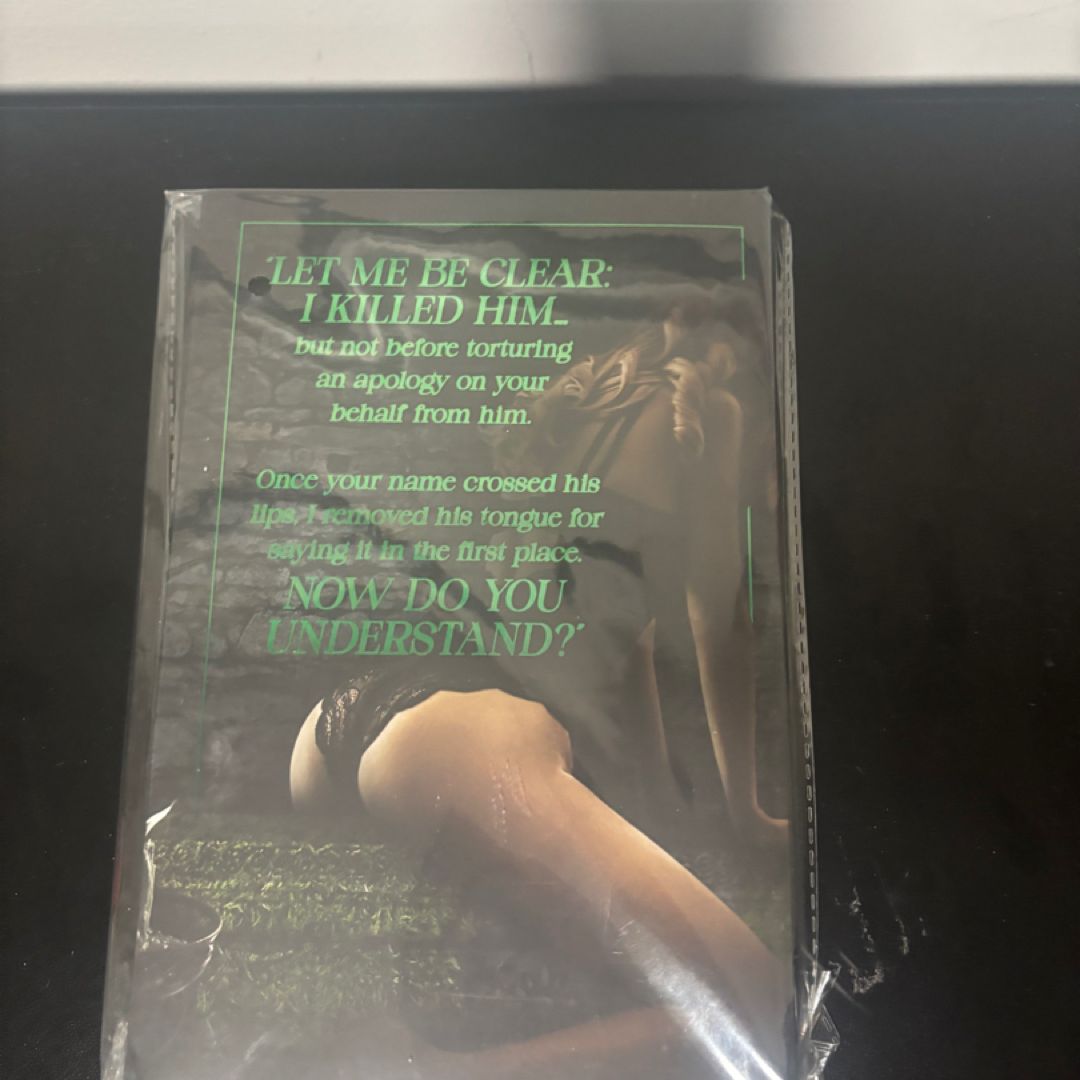 'LET ME BE CLEAR:
I KILLED HIM...
but not before torturing
an apology on your
behalf from him.
Once your name crossed his
lips, I removed his tongue for
saying it in the first place.
NOW DO YOU
UNDERSTAND?'